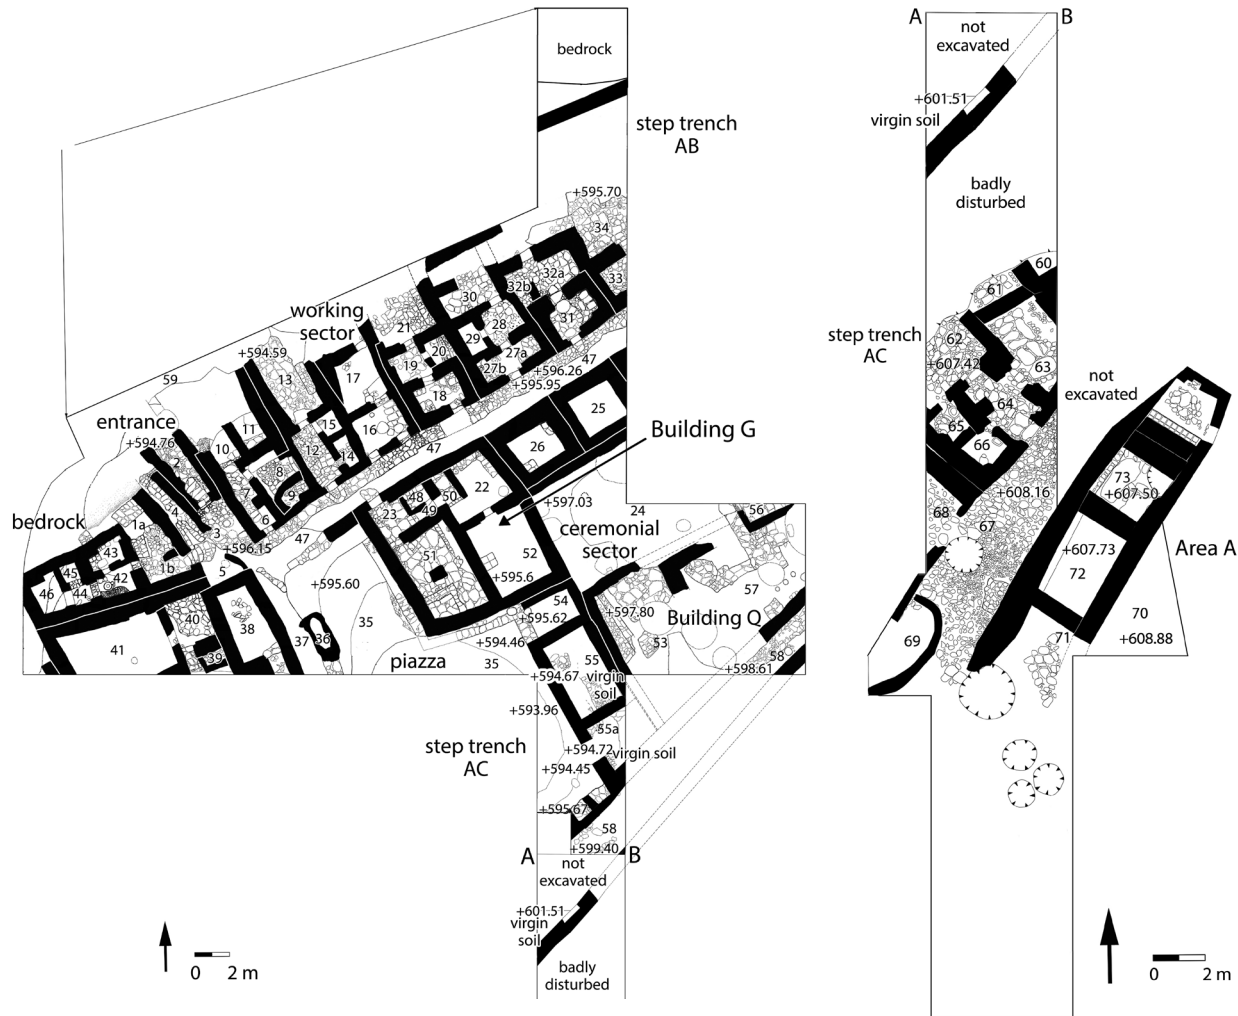 bedrock
step trench
AB
+595.70
34
32a
33
32b
30
31
working
sector
21
28
29
20
27a
47
+594.59
19
27b
+596.26
13
17
+595.95
59
18
25
entrance
15
16
Building G
+594.76
11
10
12
47
26
2
14
8
22
48
50
7
9
+597.03
4
23
49
24
56
bedrock
1a
3
6
47
ceremonial
sector
43
+596.15
51
52
45
42
1b
5
+595.60
+595.6
57
46
44
54
+597.80
40
+595.62
Building Q
38
35
41
37
36
+594.46
53
39
piazza
35
55
58
+594.67
virgin
soil
+598.61
+593.96
55a
step trench
AC
+594.72
virgin soil
+594.45
+595.67
58
+599.40
A
B
not
excavated
+601.51
virgin
soil
badly
disturbed
0
2 m
A
B
not
excavated
+601.51
virgin soil
badly
disturbed
60
61
step trench
AC
62
+607.42
63
not
excavated
64
65
66
73
+607.50
+608.16
68
67
+607.73
72
Area A
70
69
71
+608.88
0
2 m